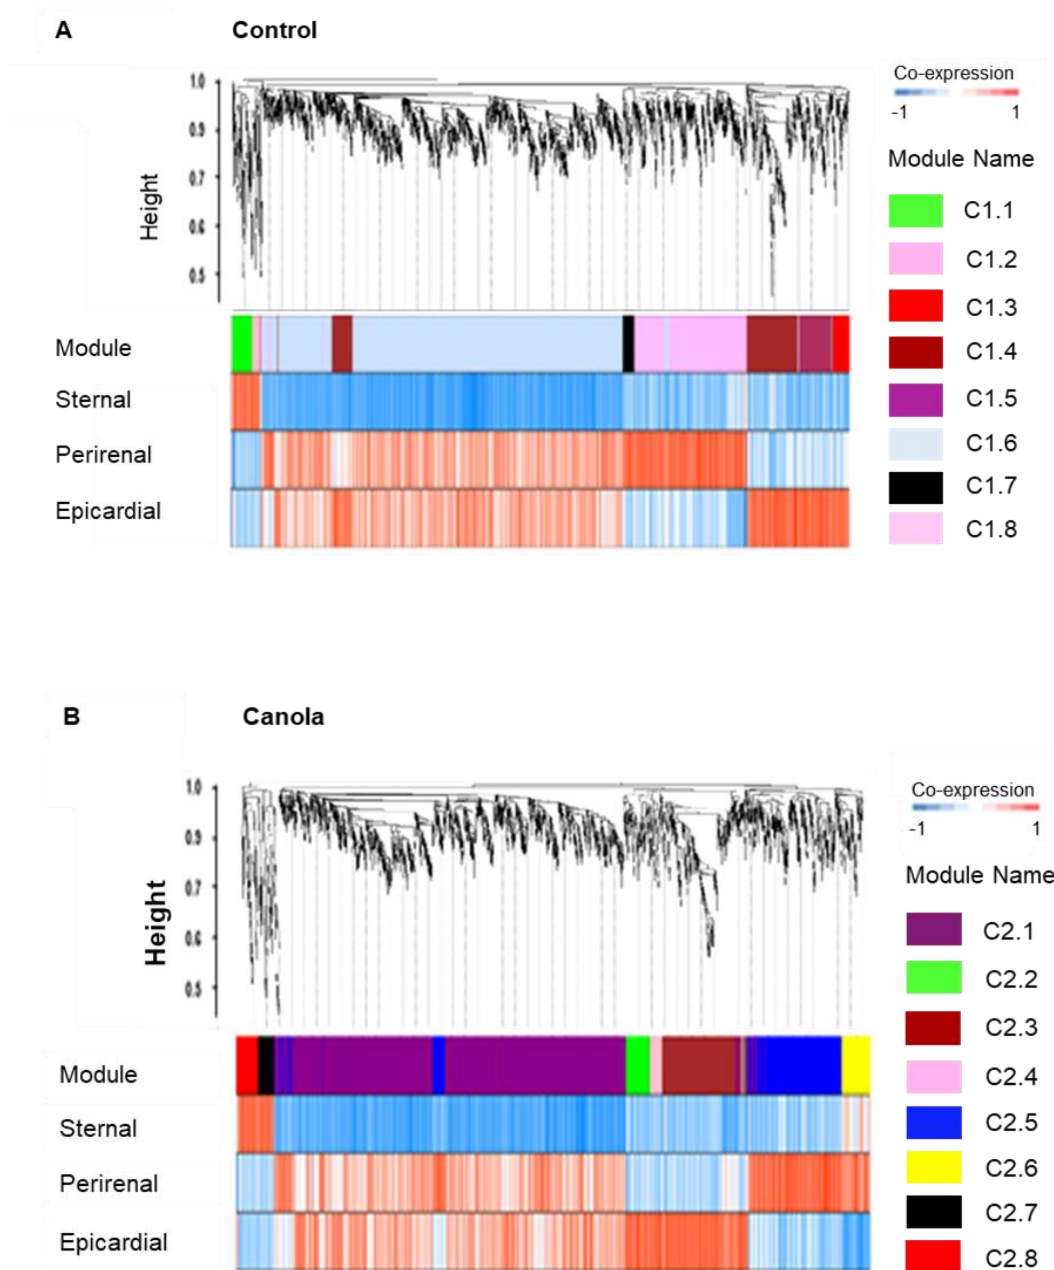 A Control
Co-expression
-1 1
Module Name
C1.1
C1.2
C1.3
C1.4
C1.5
C1.6
C1.7
C1.8
Height
1.0
0.9
0.7
0.6
0.5
Module
Sternal
Perirenal
Epicardial
B Canola
Co-expression
-1 1
Module Name
C2.1
C2.2
C2.3
C2.4
C2.5
C2.6
C2.7
C2.8
Height
1.0
0.9
0.7
0.6
0.5
Module
Sternal
Perirenal
Epicardial